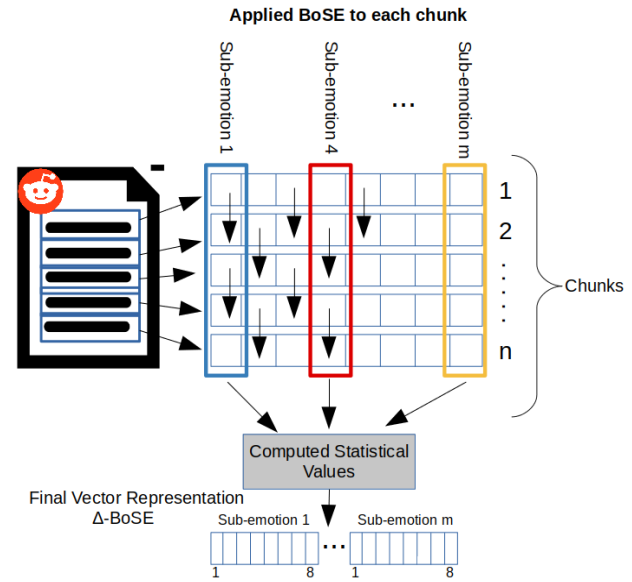 Applied BoSE to each chunk
Sub-emotion 1
Sub-emotion 4
...
Sub-emotion m
1
2
n
Chunks
Computed Statistical
Values
Final Vector Representation
Δ-BoSE
Sub-emotion 1
...
Sub-emotion m
1 8 1 8